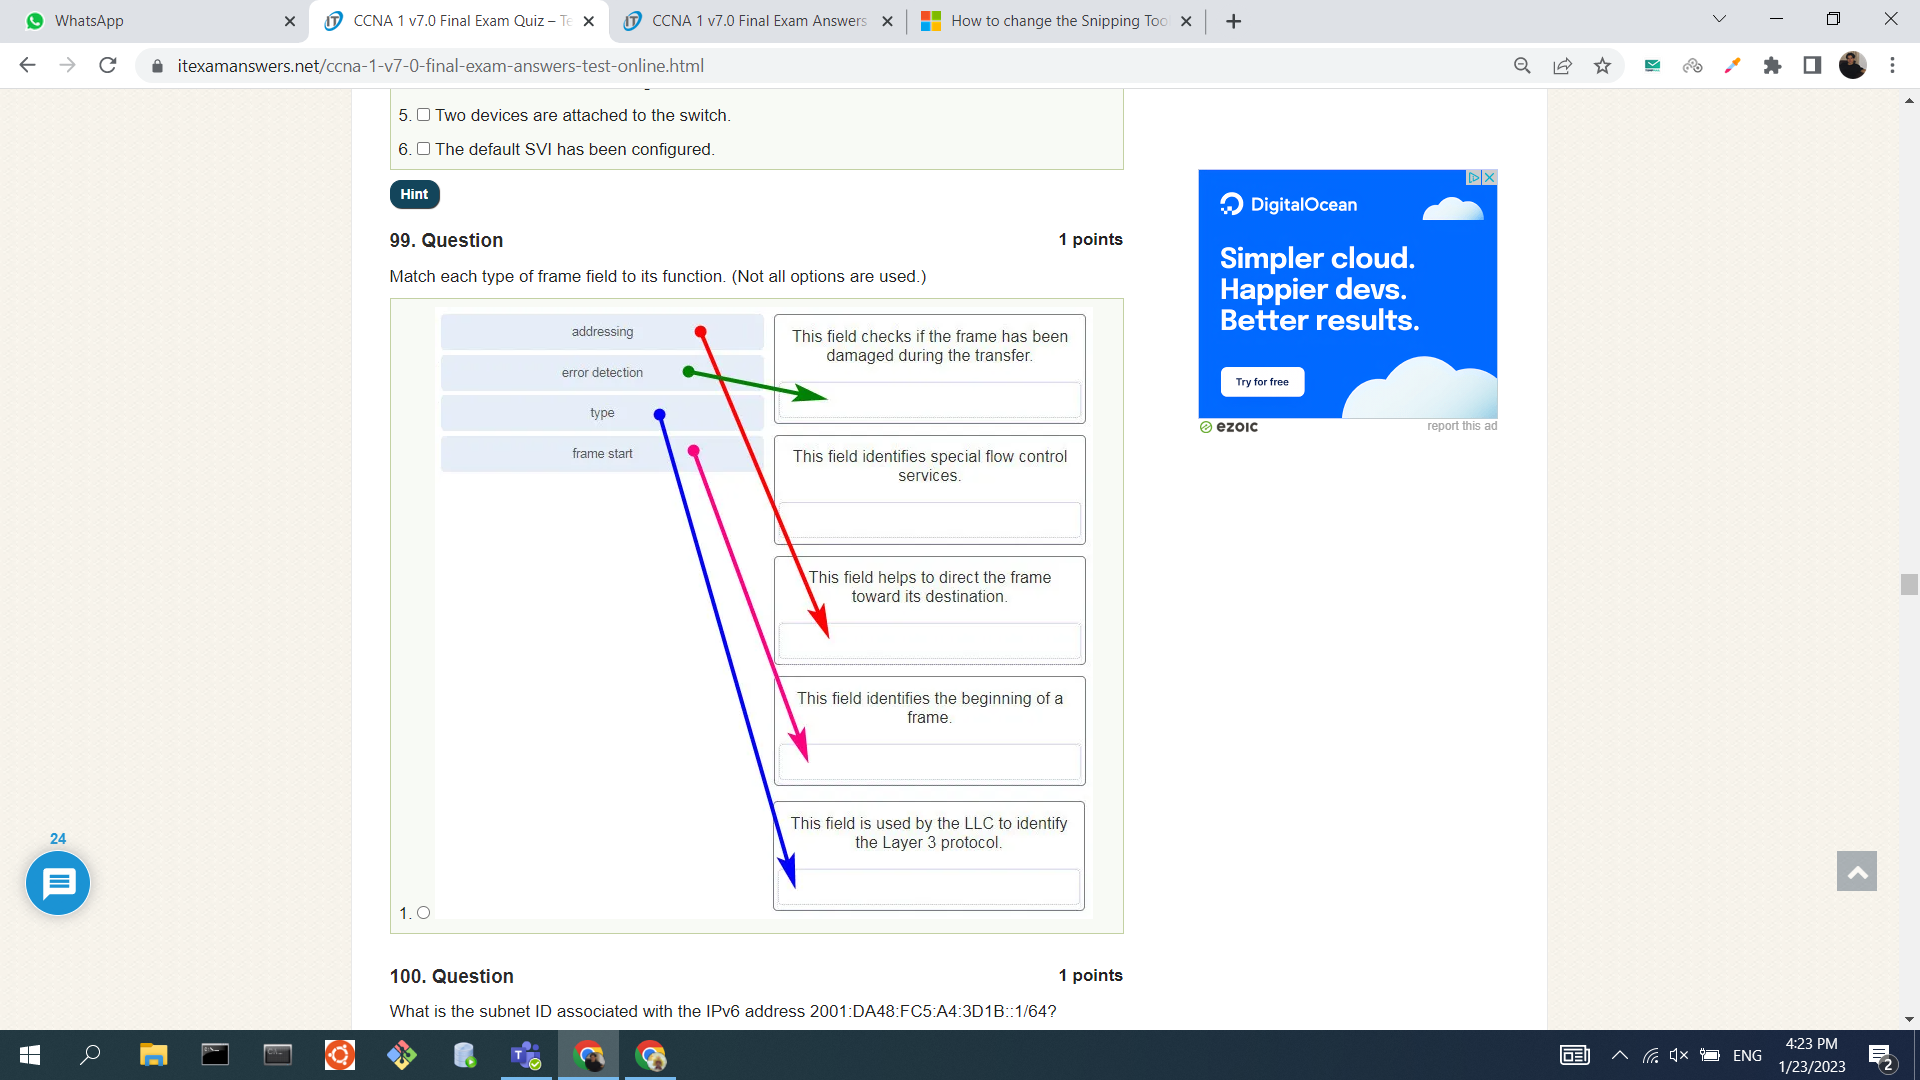 WhatsApp
CCNA 1 v7.0 Final Exam Quiz – Te
CCNA 1 v7.0 Final Exam Answers
How to change the Snipping Too
itexamanswers.net/ccna-1-v7-0-final-exam-answers-test-online.html
5. Two devices are attached to the switch.
6. The default SVI has been configured.
Hint
99. Question
1 points
Match each type of frame field to its function. (Not all options are used.)
addressing
error detection
type
frame start
This field checks if the frame has been
damaged during the transfer.
This field identifies special flow control
services.
This field helps to direct the frame
toward its destination.
This field identifies the beginning of a
frame.
This field is used by the LLC to identify
the Layer 3 protocol.
1.
DigitalOcean
Simpler cloud.
Happier devs.
Better results.
Try for free
ezoic
report this ad
24
100. Question
1 points
What is the subnet ID associated with the IPv6 address 2001:DA48:FC5:A4:3D1B::1/64?
ENG
4:23 PM
1/23/2023
2